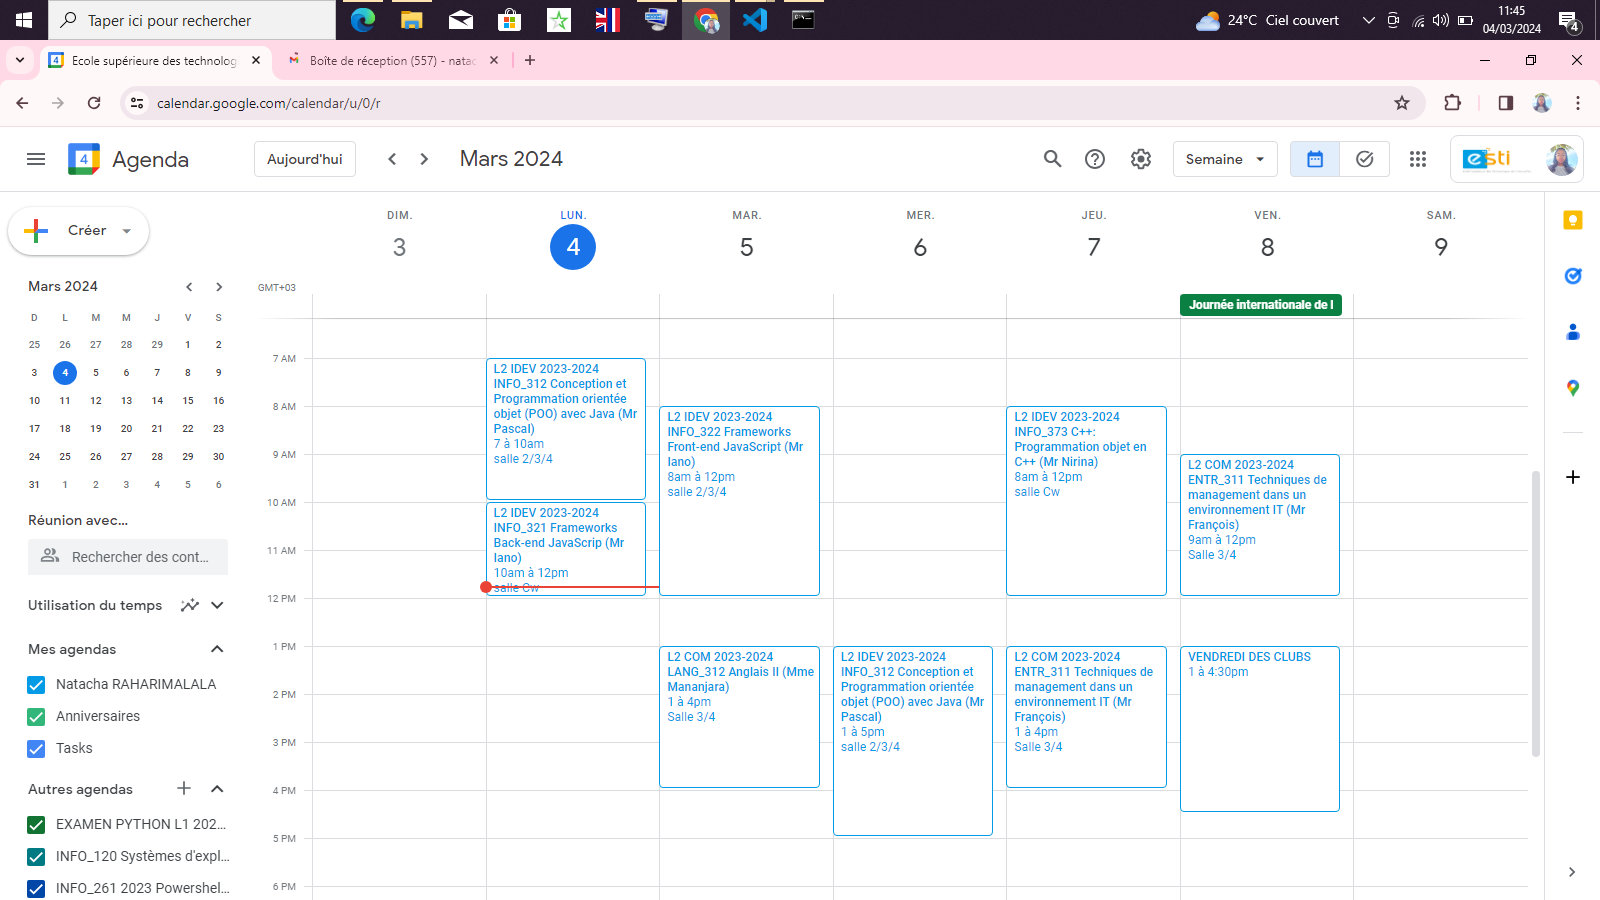 Taper ici pour rechercher
24°C Ciel couvert
11:45
04/03/2024
4
Ecole supérieure des technolog
Boîte de réception (557) - natac
calendar.google.com/calendar/u/0/r
4
Agenda
Aujourd'hui
Mars 2024
Semaine
esti
Créer
DIM.
LUN.
MAR.
MER.
JEU.
VEN.
SAM.
3
4
5
6
7
8
9
GMT+03
Journée internationale de l
Mars 2024
D L M M J V S
25 26 27 28 29 1 2
3 4 5 6 7 8 9
10 11 12 13 14 15 16
17 18 19 20 21 22 23
24 25 26 27 28 29 30
31 1 2 3 4 5 6
Réunion avec...
Rechercher des cont...
Utilisation du temps
Mes agendas
Natacha RAHARIMALALA
Anniversaires
Tasks
Autres agendas
EXAMEN PYTHON L1 202...
INFO_120 Systèmes d'expl...
INFO_261 2023 Powershel...
7 AM
8 AM
9 AM
10 AM
11 AM
12 PM
1 PM
2 PM
3 PM
4 PM
5 PM
6 PM
L2 IDEV 2023-2024
INFO_312 Conception et
Programmation orientée
objet (POO) avec Java (Mr
Pascal)
7 à 10am
salle 2/3/4
L2 IDEV 2023-2024
INFO_321 Frameworks
Back-end JavaScrip (Mr
Iano)
10am à 12pm
salle Cw
L2 IDEV 2023-2024
INFO_322 Frameworks
Front-end JavaScript (Mr
Iano)
8am à 12pm
salle 2/3/4
L2 COM 2023-2024
LANG_312 Anglais II (Mme
Mananjara)
1 à 4pm
Salle 3/4
L2 IDEV 2023-2024
INFO_312 Conception et
Programmation orientée
objet (POO) avec Java (Mr
Pascal)
1 à 5pm
salle 2/3/4
L2 IDEV 2023-2024
INFO_373 C++:
Programmation objet en
C++ (Mr Nirina)
8am à 12pm
salle Cw
L2 COM 2023-2024
ENTR_311 Techniques de
management dans un
environnement IT (Mr
François)
1 à 4pm
Salle 3/4
L2 COM 2023-2024
ENTR_311 Techniques de
management dans un
environnement IT (Mr
François)
9am à 12pm
Salle 3/4
VENDREDI DES CLUBS
1 à 4:30pm